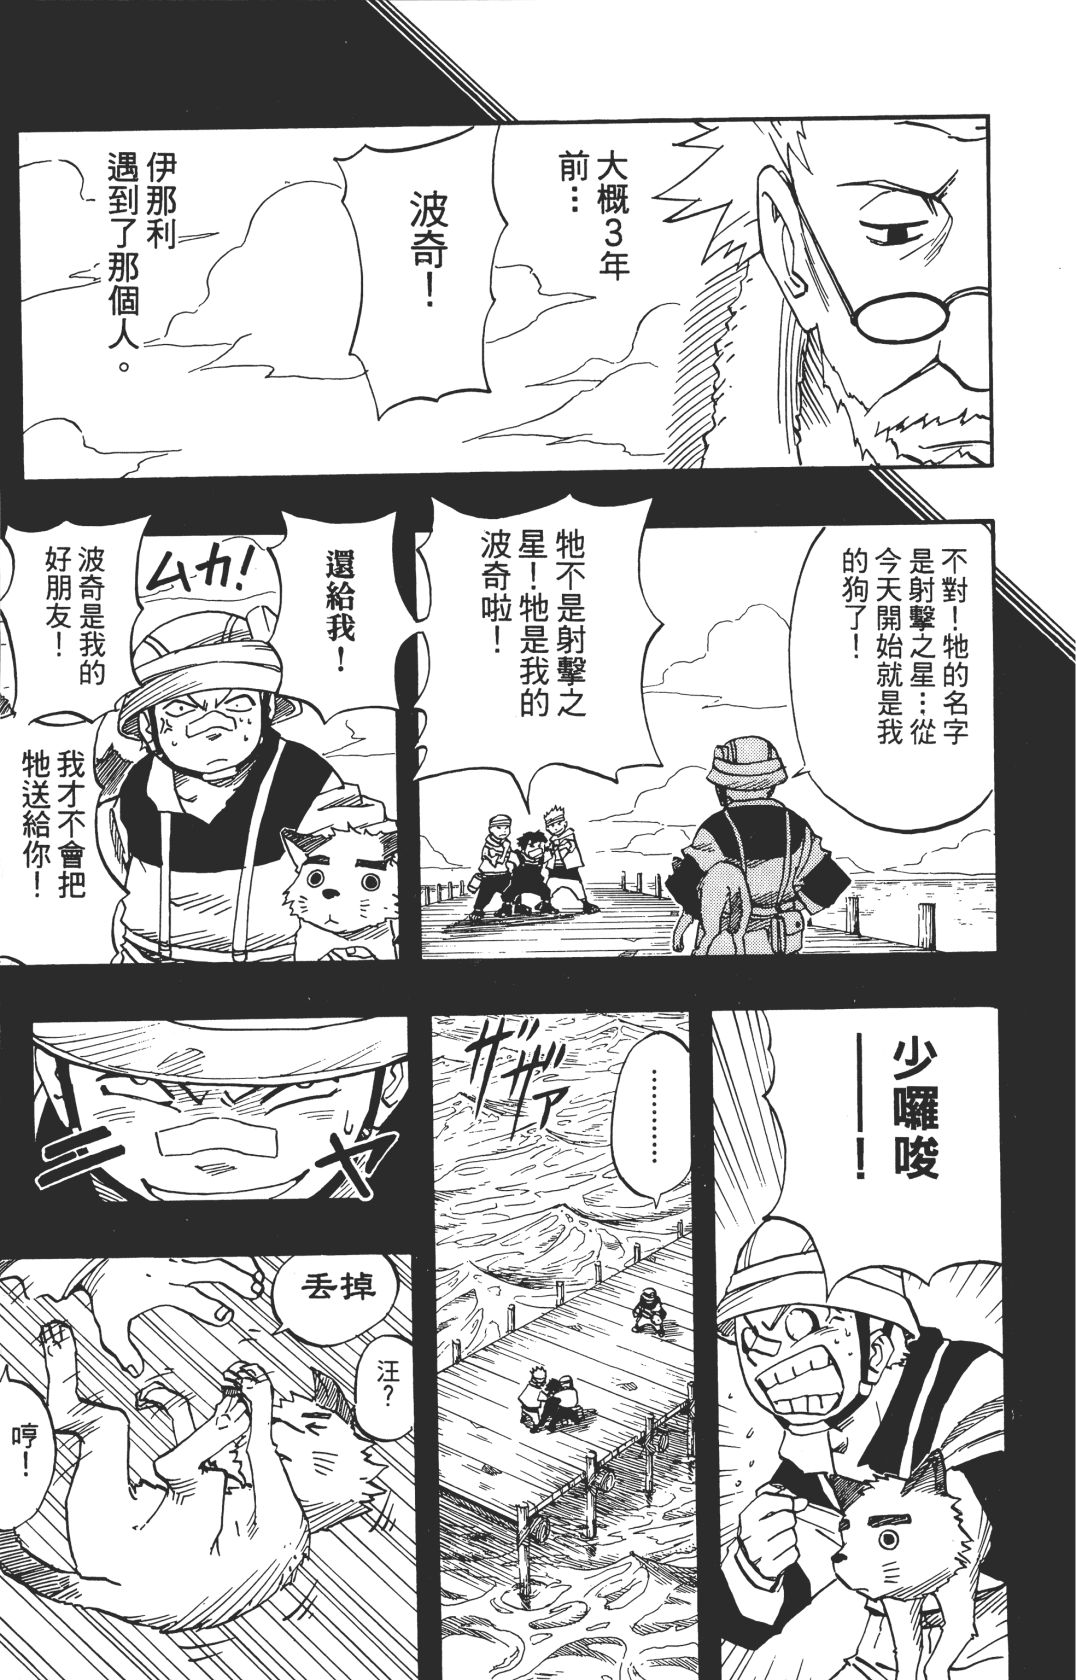 大概3年
前…
波奇！
伊那利
遇到了那個人。
不對！牠的名字
是射擊之星…從
今天開始就是我
的狗了！
牠不是射擊之
星！牠是我的
波奇啦！
還給我！
ムカ！
波奇是我的
好朋友！
我才不會把
牠送給你！
少囉唆
——！
…………
ザザザァ
ニヤ
丟掉
汪？
哼！